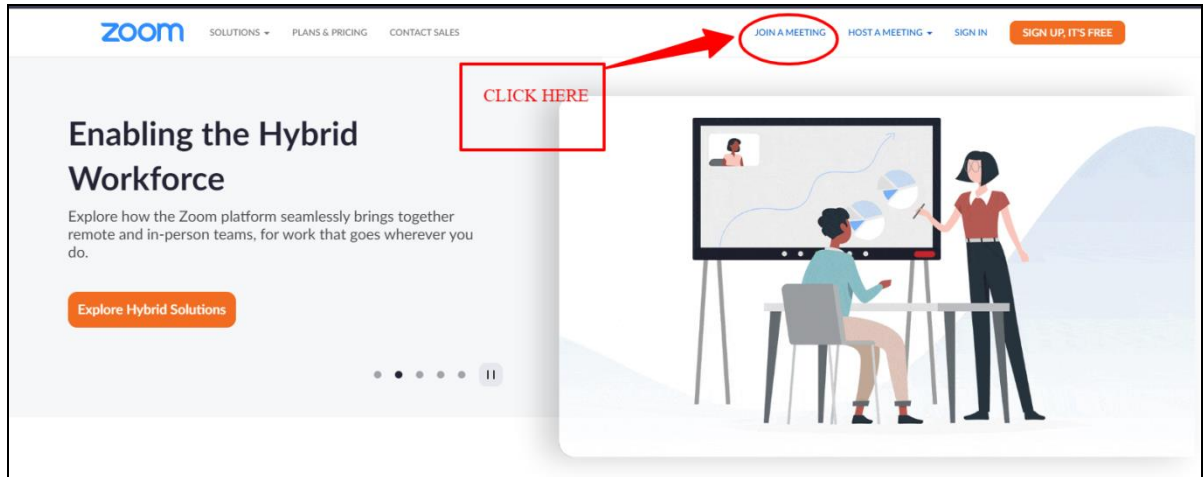 zoom SOLUTIONS PLANS & PRICING CONTACT SALES JOIN A MEETING HOST A MEETING SIGN IN SIGN UP, IT'S FREE
CLICK HERE
Enabling the Hybrid
Workforce
Explore how the Zoom platform seamlessly brings together
remote and in-person teams, for work that goes wherever you
do.
Explore Hybrid Solutions